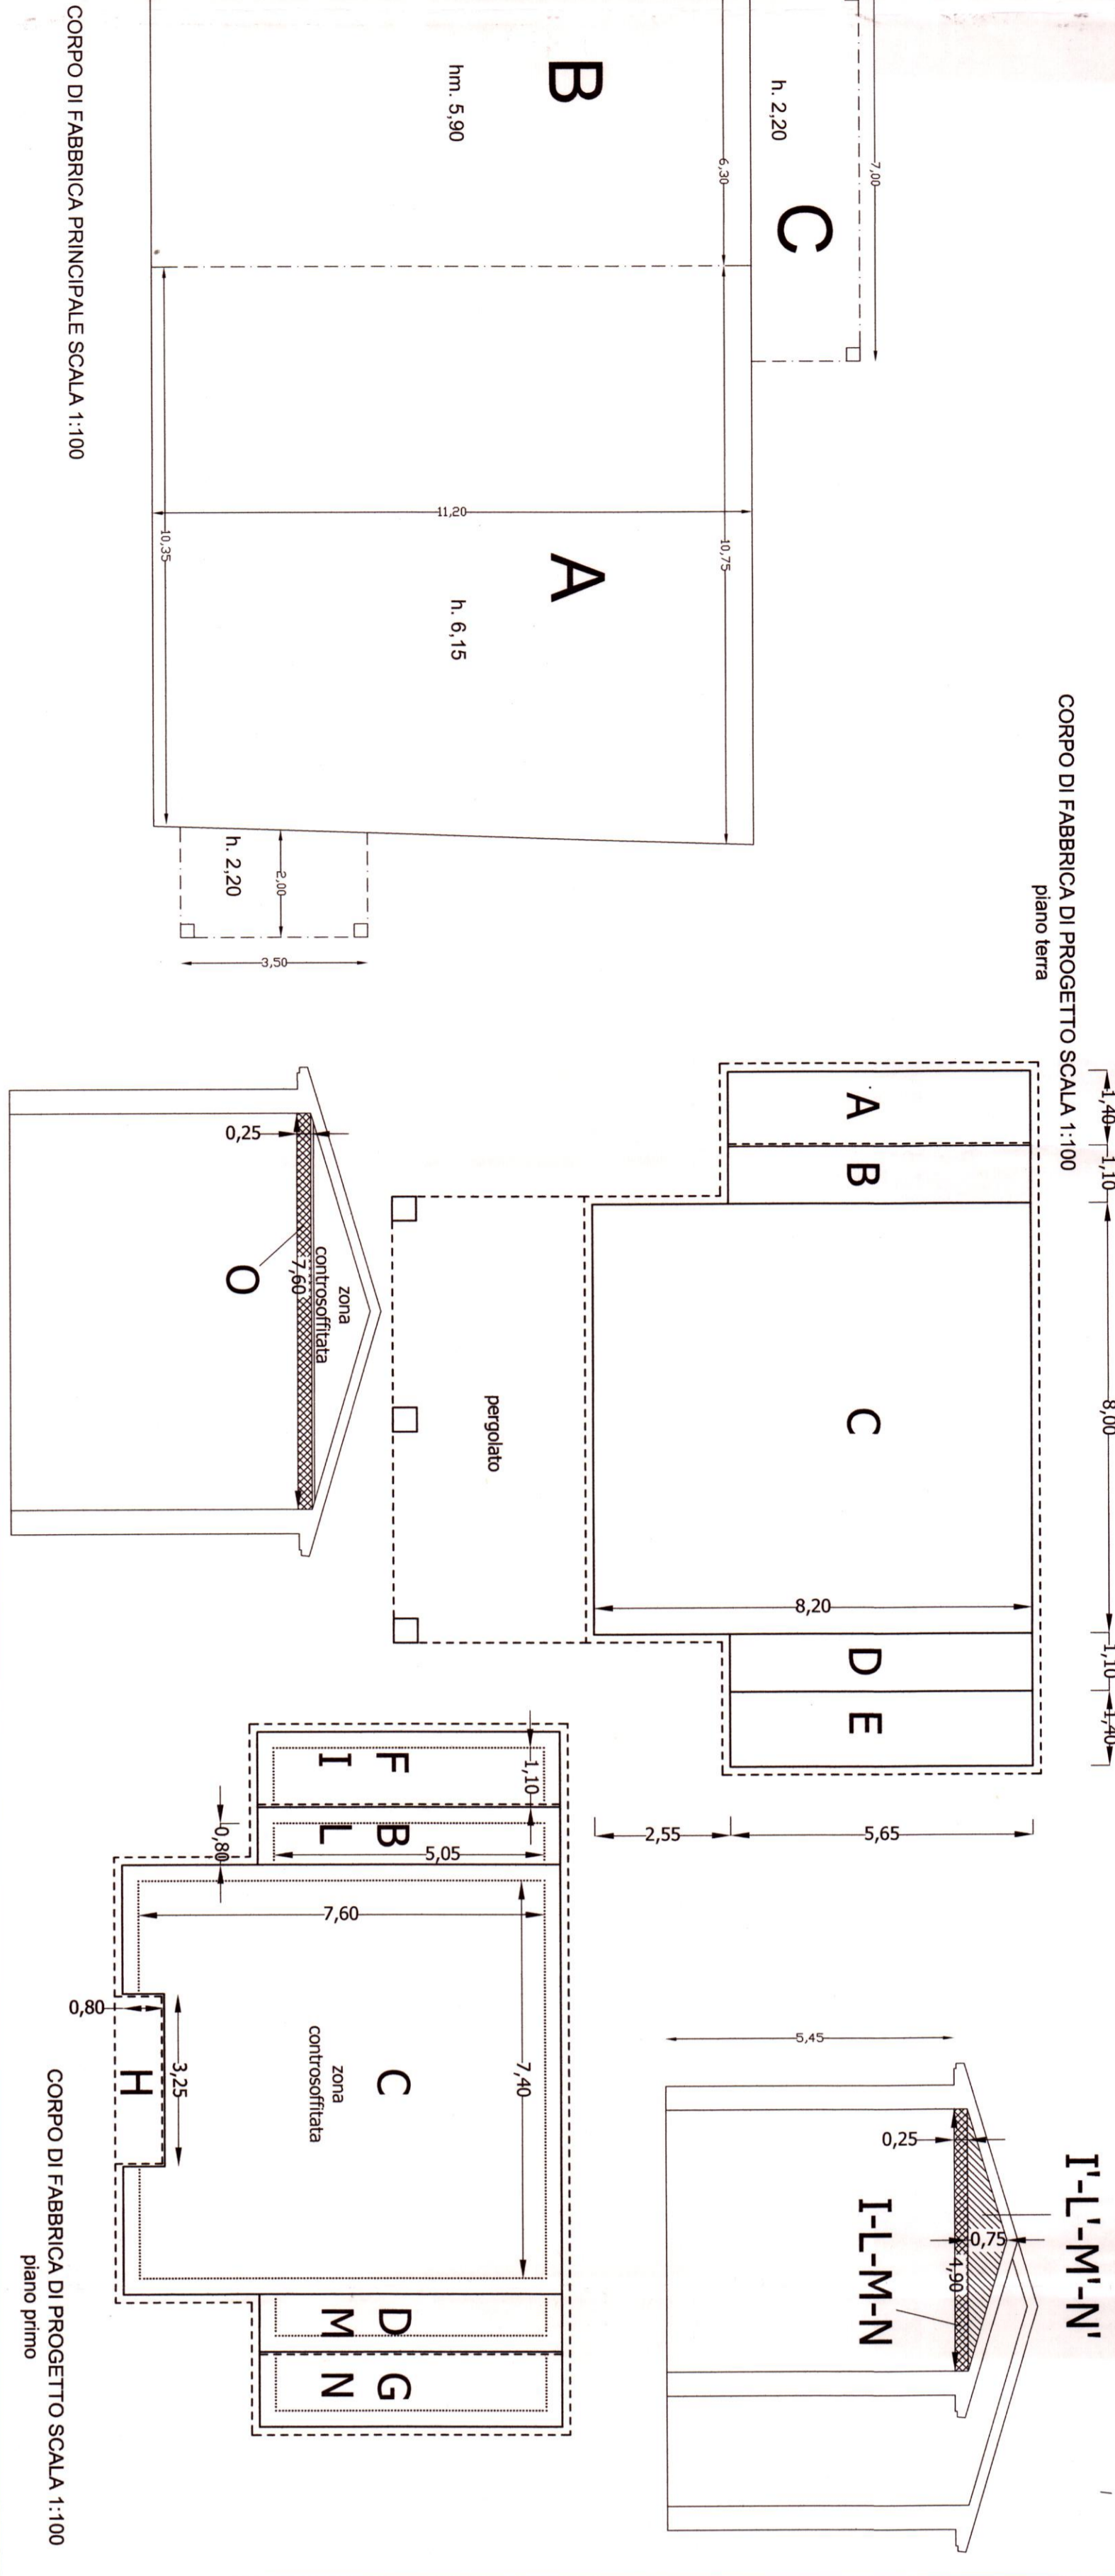 CORPO DI FABBRICA PRINCIPALE SCALA 1:100
B
hm. 5,90
6,30
h. 2,20
C
7,00
A
h. 6,15
11,20
10,35
10,75
h. 2,20
2,00
3,50
CORPO DI FABBRICA DI PROGETTO SCALA 1:100
piano terra
1,40
1,10
8,00
1,10
1,40
A
B
C
D
E
8,20
2,55
5,65
pergolato
0,25
O
7,60
zona
controsoffitata
CORPO DI FABBRICA DI PROGETTO SCALA 1:100
piano primo
F
I
1,10
B
L
5,05
0,80
7,60
7,40
C
zona
controsoffitata
0,80
3,25
H
D
M
G
N
5,45
0,25
0,75
4,90
I-L-M-N
I'-L'-M'-N'